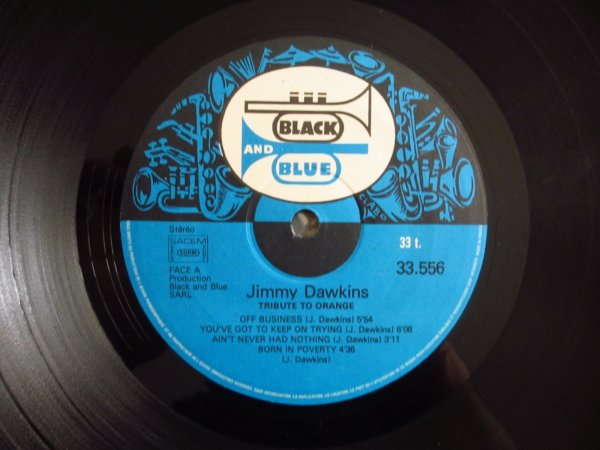 BLACK
AND
BLUE
Stéréo
SACEM
SDRM
33 t.
FACE A
Production
Black and Blue
SARL
33.556
Jimmy Dawkins
TRIBUTE TO ORANGE
OFF BUSINESS (J. Dawkins) 5'54
YOU'VE GOT TO KEEP ON TRYING (J. Dawkins) 6'08
AIN'T NEVER HAD NOTHING (J. Dawkins) 3'11
BORN IN POVERTY 4'36
(J. Dawkins)